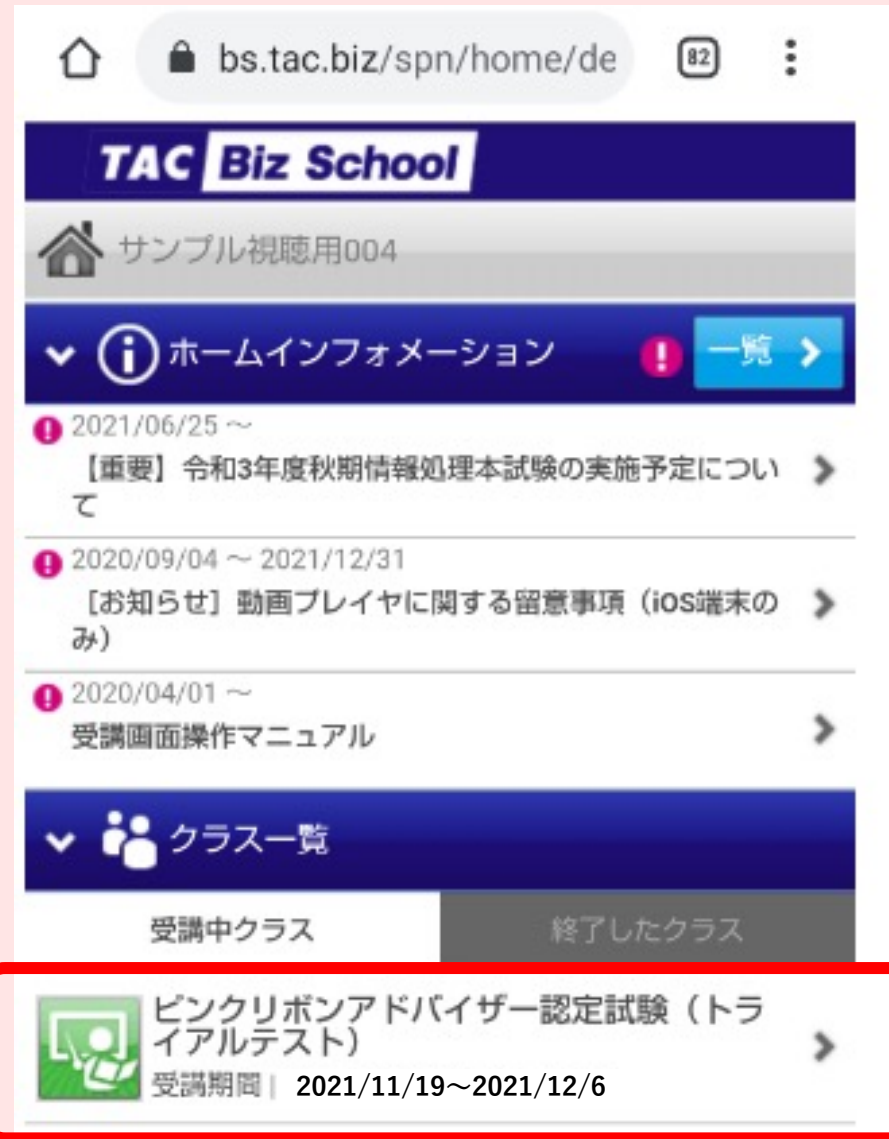 bs.tac.biz/spn/home/de
82
TAC Biz School
サンプル視聴用004
ホームインフォメーション
一覧
2021/06/25 ～
【重要】令和3年度秋期情報処理本試験の実施予定につい
て
2020/09/04 ～ 2021/12/31
［お知らせ］動画プレイヤに関する留意事項（iOS端末の
み）
2020/04/01 ～
受講画面操作マニュアル
クラス一覧
受講中クラス
終了したクラス
ピンクリボンアドバイザー認定試験（トラ
イアルテスト）
受講期間| 2021/11/19～2021/12/6